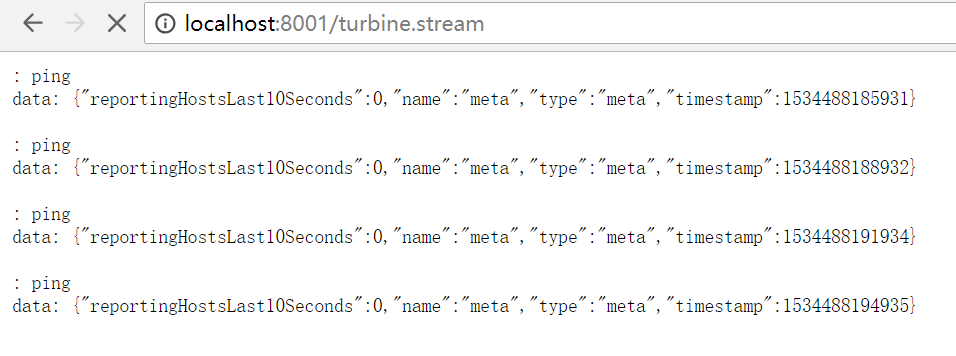 localhost:8001/turbine.stream
: ping
data: {"reportingHostsLast10Seconds":0,"name":"meta","type":"meta","timestamp":1534488185931}
: ping
data: {"reportingHostsLast10Seconds":0,"name":"meta","type":"meta","timestamp":1534488188932}
: ping
data: {"reportingHostsLast10Seconds":0,"name":"meta","type":"meta","timestamp":1534488191934}
: ping
data: {"reportingHostsLast10Seconds":0,"name":"meta","type":"meta","timestamp":1534488194935}